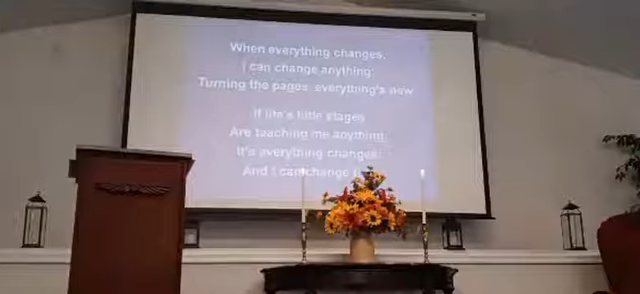 When everything changes,
I can change anything;
Turning the pages, everything's new
If life's little stages
Are teaching me anything,
It's everything changes,
And I can change